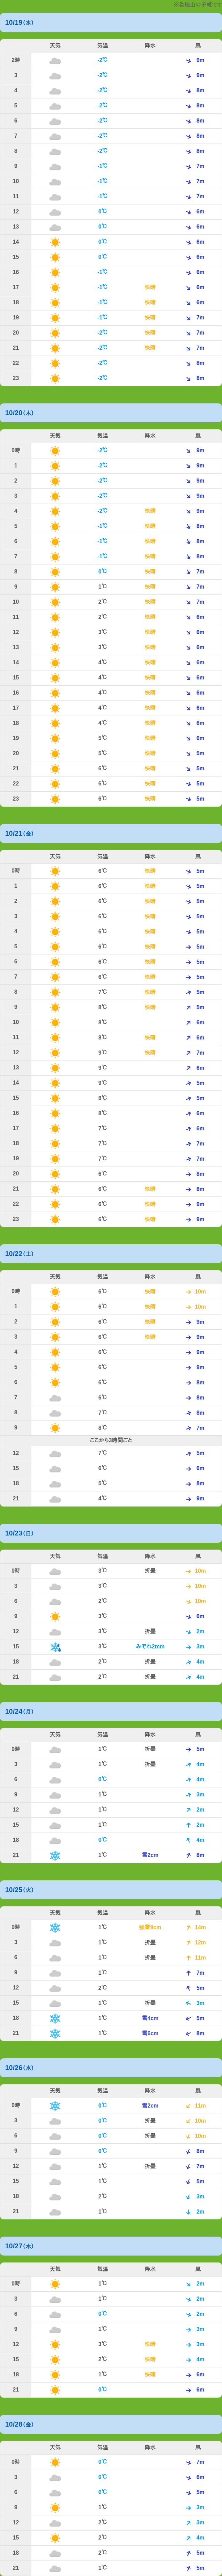 10/19(水)
天気 気温 降水 風
2時 -2℃ 9m
3 -2℃ 9m
4 -2℃ 8m
5 -2℃ 8m
6 -2℃ 8m
7 -2℃ 8m
8 -2℃ 8m
9 -1℃ 7m
10 -1℃ 7m
11 -1℃ 7m
12 0℃ 6m
13 0℃ 6m
14 0℃ 6m
15 0℃ 6m
16 -1℃ 6m
17 -1℃ 快晴 6m
18 -1℃ 快晴 6m
19 -1℃ 快晴 7m
20 -2℃ 快晴 7m
21 -2℃ 快晴 7m
22 -2℃ 8m
23 -2℃ 8m
10/20(木)
天気 気温 降水 風
0時 -2℃ 9m
1 -2℃ 9m
2 -2℃ 9m
3 -2℃ 9m
4 -2℃ 快晴 9m
5 -1℃ 快晴 8m
6 -1℃ 快晴 8m
7 -1℃ 快晴 8m
8 0℃ 快晴 7m
9 1℃ 快晴 7m
10 2℃ 快晴 7m
11 2℃ 快晴 6m
12 3℃ 快晴 6m
13 3℃ 快晴 6m
14 4℃ 快晴 6m
15 4℃ 快晴 6m
16 4℃ 快晴 6m
17 4℃ 快晴 6m
18 4℃ 快晴 6m
19 5℃ 快晴 6m
20 5℃ 快晴 5m
21 6℃ 快晴 5m
22 6℃ 快晴 5m
23 6℃ 快晴 5m
10/21(金)
天気 気温 降水 風
0時 6℃ 快晴 5m
1 6℃ 快晴 5m
2 6℃ 快晴 5m
3 6℃ 快晴 5m
4 6℃ 快晴 5m
5 6℃ 快晴 5m
6 6℃ 快晴 5m
7 6℃ 快晴 5m
8 7℃ 快晴 5m
9 8℃ 快晴 5m
10 8℃ 6m
11 8℃ 快晴 6m
12 9℃ 快晴 7m
13 9℃ 6m
14 9℃ 5m
15 8℃ 5m
16 8℃ 6m
17 7℃ 6m
18 7℃ 7m
19 7℃ 7m
20 6℃ 8m
21 6℃ 快晴 8m
22 6℃ 快晴 9m
23 6℃ 快晴 9m
10/22(土)
天気 気温 降水 風
0時 6℃ 快晴 10m
1 6℃ 快晴 10m
2 6℃ 快晴 9m
3 6℃ 快晴 9m
4 6℃ 9m
5 6℃ 9m
6 6℃ 8m
7 6℃ 8m
8 7℃ 8m
9 8℃ 7m
ここから3時間ごと
12 7℃ 5m
15 6℃ 6m
18 5℃ 8m
21 4℃ 9m
10/23(日)
天気 気温 降水 風
0時 3℃ 折曇 10m
3 3℃ 10m
6 2℃ 10m
9 3℃ 6m
12 3℃ 折曇 2m
15 3℃ みぞれ2mm 3m
18 2℃ 折曇 4m
21 2℃ 折曇 4m
10/24(月)
天気 気温 降水 風
0時 1℃ 折曇 5m
3 1℃ 折曇 4m
6 0℃ 4m
9 1℃ 3m
12 1℃ 2m
15 1℃ 2m
18 0℃ 4m
21 1℃ 雪2cm 8m
10/25(火)
天気 気温 降水 風
0時 1℃ 強雪9cm 14m
3 1℃ 折曇 12m
6 1℃ 折曇 11m
9 1℃ 7m
12 2℃ 5m
15 1℃ 折曇 3m
18 1℃ 雪4cm 5m
21 1℃ 雪6cm 8m
10/26(水)
天気 気温 降水 風
0時 0℃ 雪2cm 11m
3 0℃ 折曇 10m
6 0℃ 折曇 10m
9 0℃ 8m
12 1℃ 折曇 7m
15 1℃ 5m
18 2℃ 3m
21 1℃ 2m
10/27(木)
天気 気温 降水 風
0時 1℃ 2m
3 1℃ 2m
6 0℃ 2m
9 1℃ 3m
12 3℃ 快晴 3m
15 2℃ 快晴 4m
18 1℃ 快晴 6m
21 0℃ 6m
10/28(金)
天気 気温 降水 風
0時 0℃ 7m
3 0℃ 6m
6 0℃ 5m
9 1℃ 3m
12 2℃ 3m
15 2℃ 4m
18 2℃ 5m
21 1℃ 5m